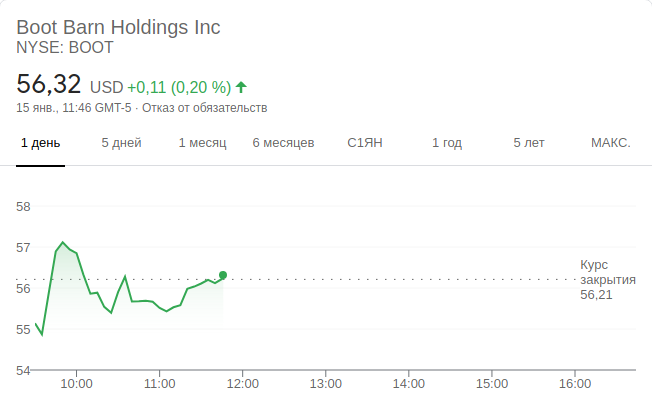 Boot Barn Holdings Inc
NYSE: BOOT
56,32 USD +0,11 (0,20 %)
15 янв., 11:46 GMT-5 · Отказ от обязательств
1 день 5 дней 1 месяц 6 месяцев С1ЯН 1 год 5 лет МАКС.
58
57
56
55
54
Курс
закрытия
56,21
10:00 11:00 12:00 13:00 14:00 15:00 16:00